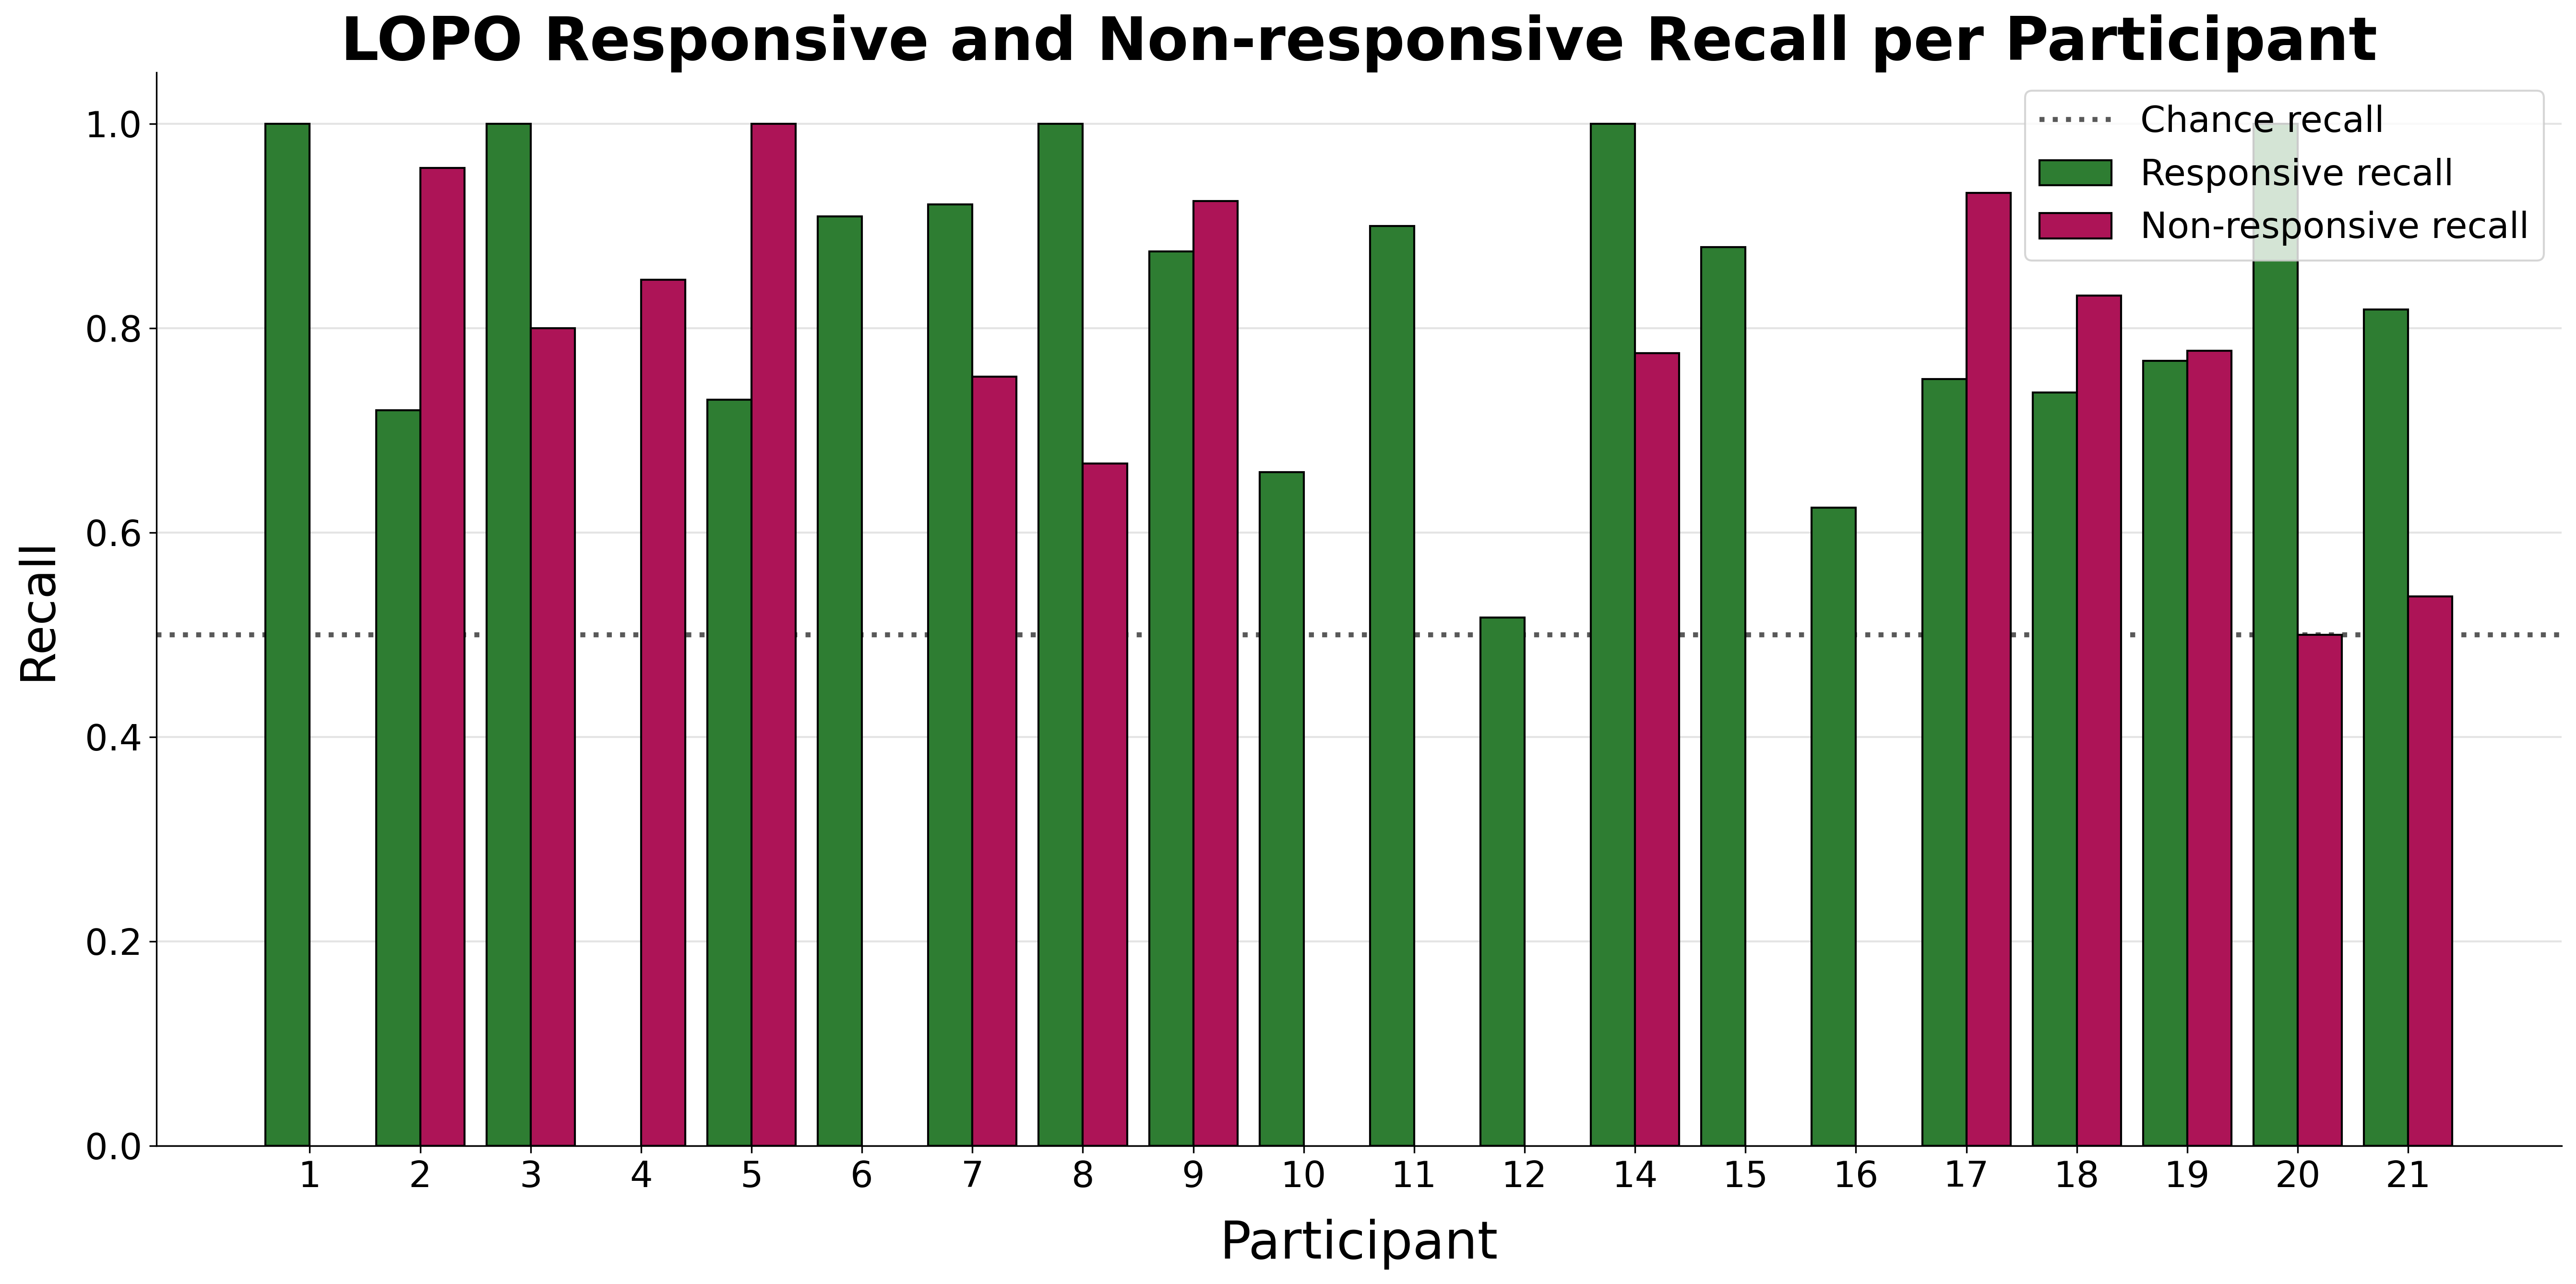 LOPO Responsive and Non-responsive Recall per Participant
Chance recall
Responsive recall
Non-responsive recall
1.0
0.8
0.6
0.4
0.2
0.0
Recall
1 2 3 4 5 6 7 8 9 10 11 12 14 15 16 17 18 19 20 21
Participant